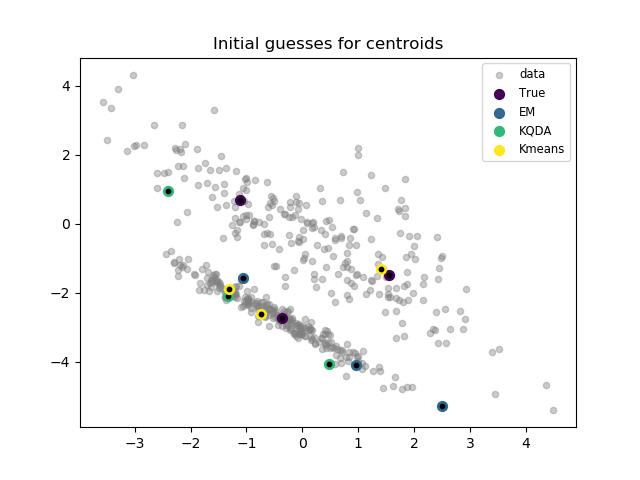 Initial guesses for centroids
data
True
EM
KQDA
Kmeans
4
2
0
−2
−4
−3 −2 −1 0 1 2 3 4